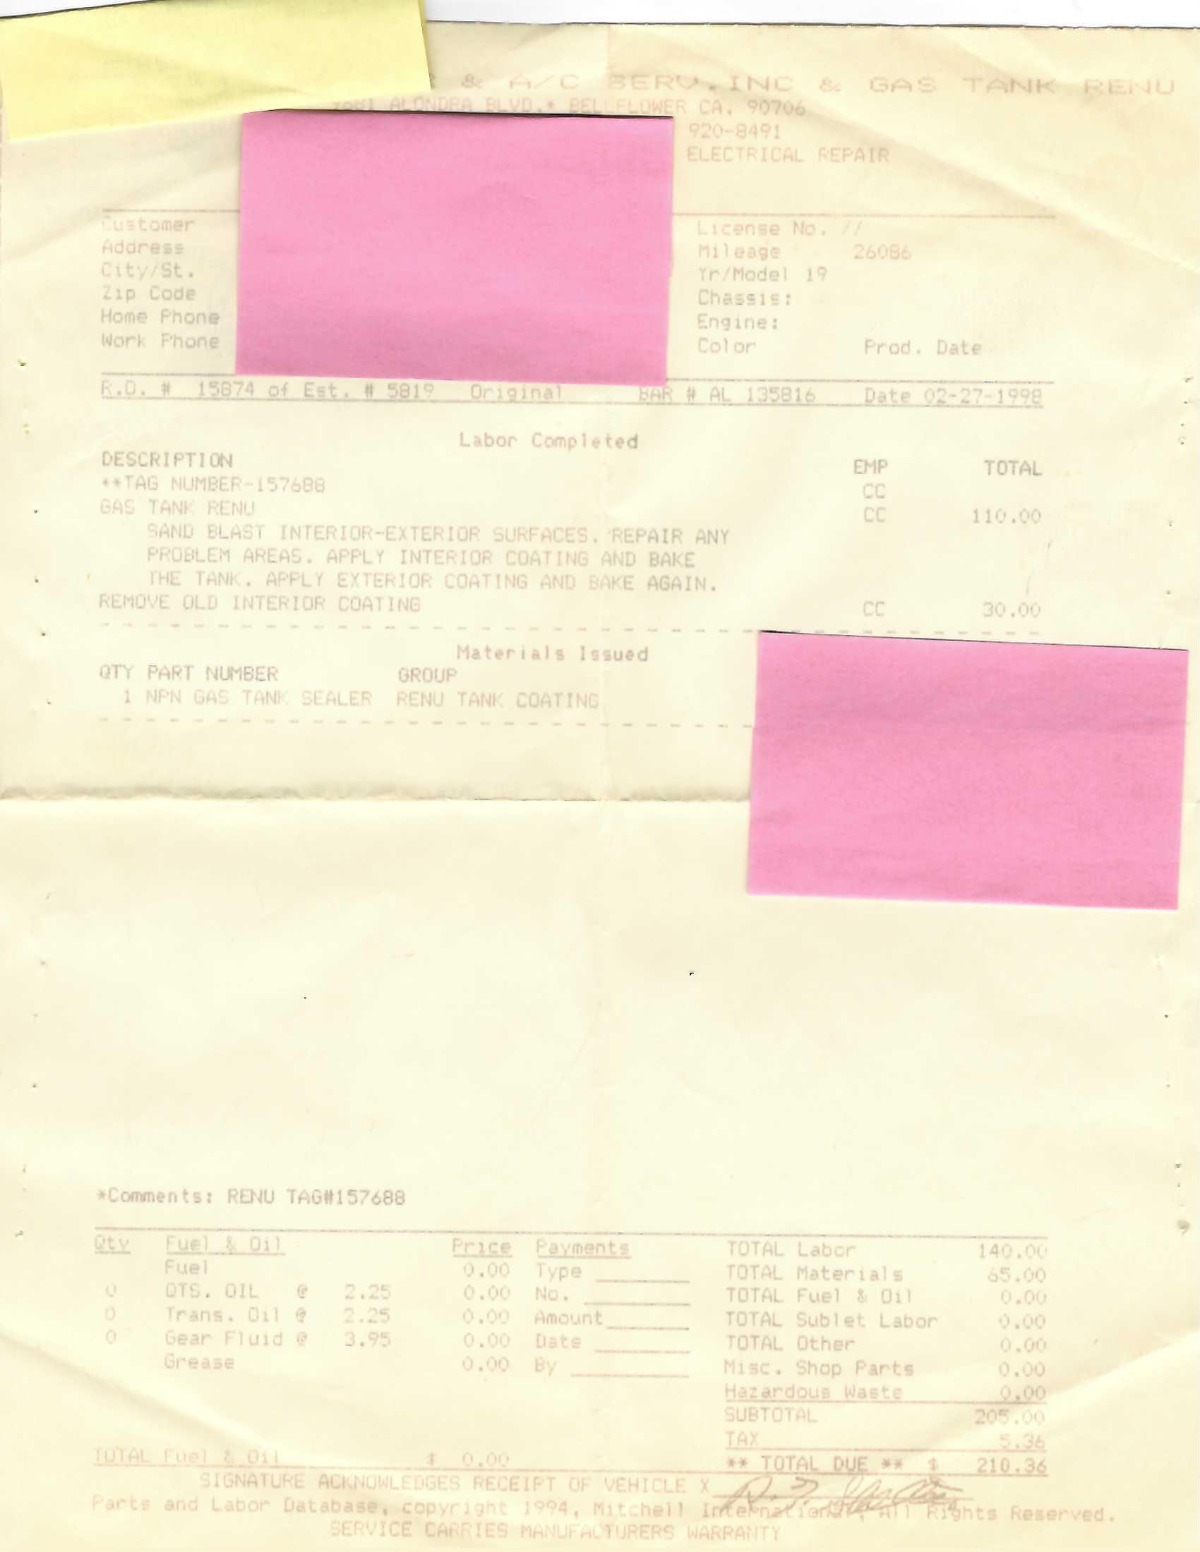 & A/C SERV.INC & GAS TANK RENU
ALONDRA BLVD.* BELLFLOWER CA. 90706
920-8491
ELECTRICAL REPAIR
Customer License No. //
Address Mileage 26086
City/St. Yr/Model 19
Zip Code Chassis:
Home Phone Engine:
Work Phone Color Prod. Date
R.O. # 15874 of Est. # 5819 Original BAR # AL 135816 Date 02-27-1998
Labor Completed
DESCRIPTION EMP TOTAL
**TAG NUMBER-157688 CC
GAS TANK RENU CC 110.00
SAND BLAST INTERIOR-EXTERIOR SURFACES. REPAIR ANY
PROBLEM AREAS. APPLY INTERIOR COATING AND BAKE
THE TANK. APPLY EXTERIOR COATING AND BAKE AGAIN.
REMOVE OLD INTERIOR COATING CC 30.00
Materials Issued
QTY PART NUMBER GROUP
1 NPN GAS TANK SEALER RENU TANK COATING
*Comments: RENU TAG#157688
Qty Fuel & Oil Price Payments TOTAL Labor 140.00
Fuel 0.00 Type TOTAL Materials 65.00
0 QTS. OIL @ 2.25 0.00 No. TOTAL Fuel & Oil 0.00
0 Trans. Oil @ 2.25 0.00 Amount TOTAL Sublet Labor 0.00
0 Gear Fluid @ 3.95 0.00 Date TOTAL Other 0.00
Grease 0.00 By Misc. Shop Parts 0.00
Hazardous Waste 0.00
SUBTOTAL 205.00
TAX 5.36
TOTAL Fuel & Oil $ 0.00 ** TOTAL DUE ** $ 210.36
SIGNATURE ACKNOWLEDGES RECEIPT OF VEHICLE X
Parts and Labor Database, copyright 1994, Mitchell International, All Rights Reserved.
SERVICE CARRIES MANUFACTURERS WARRANTY